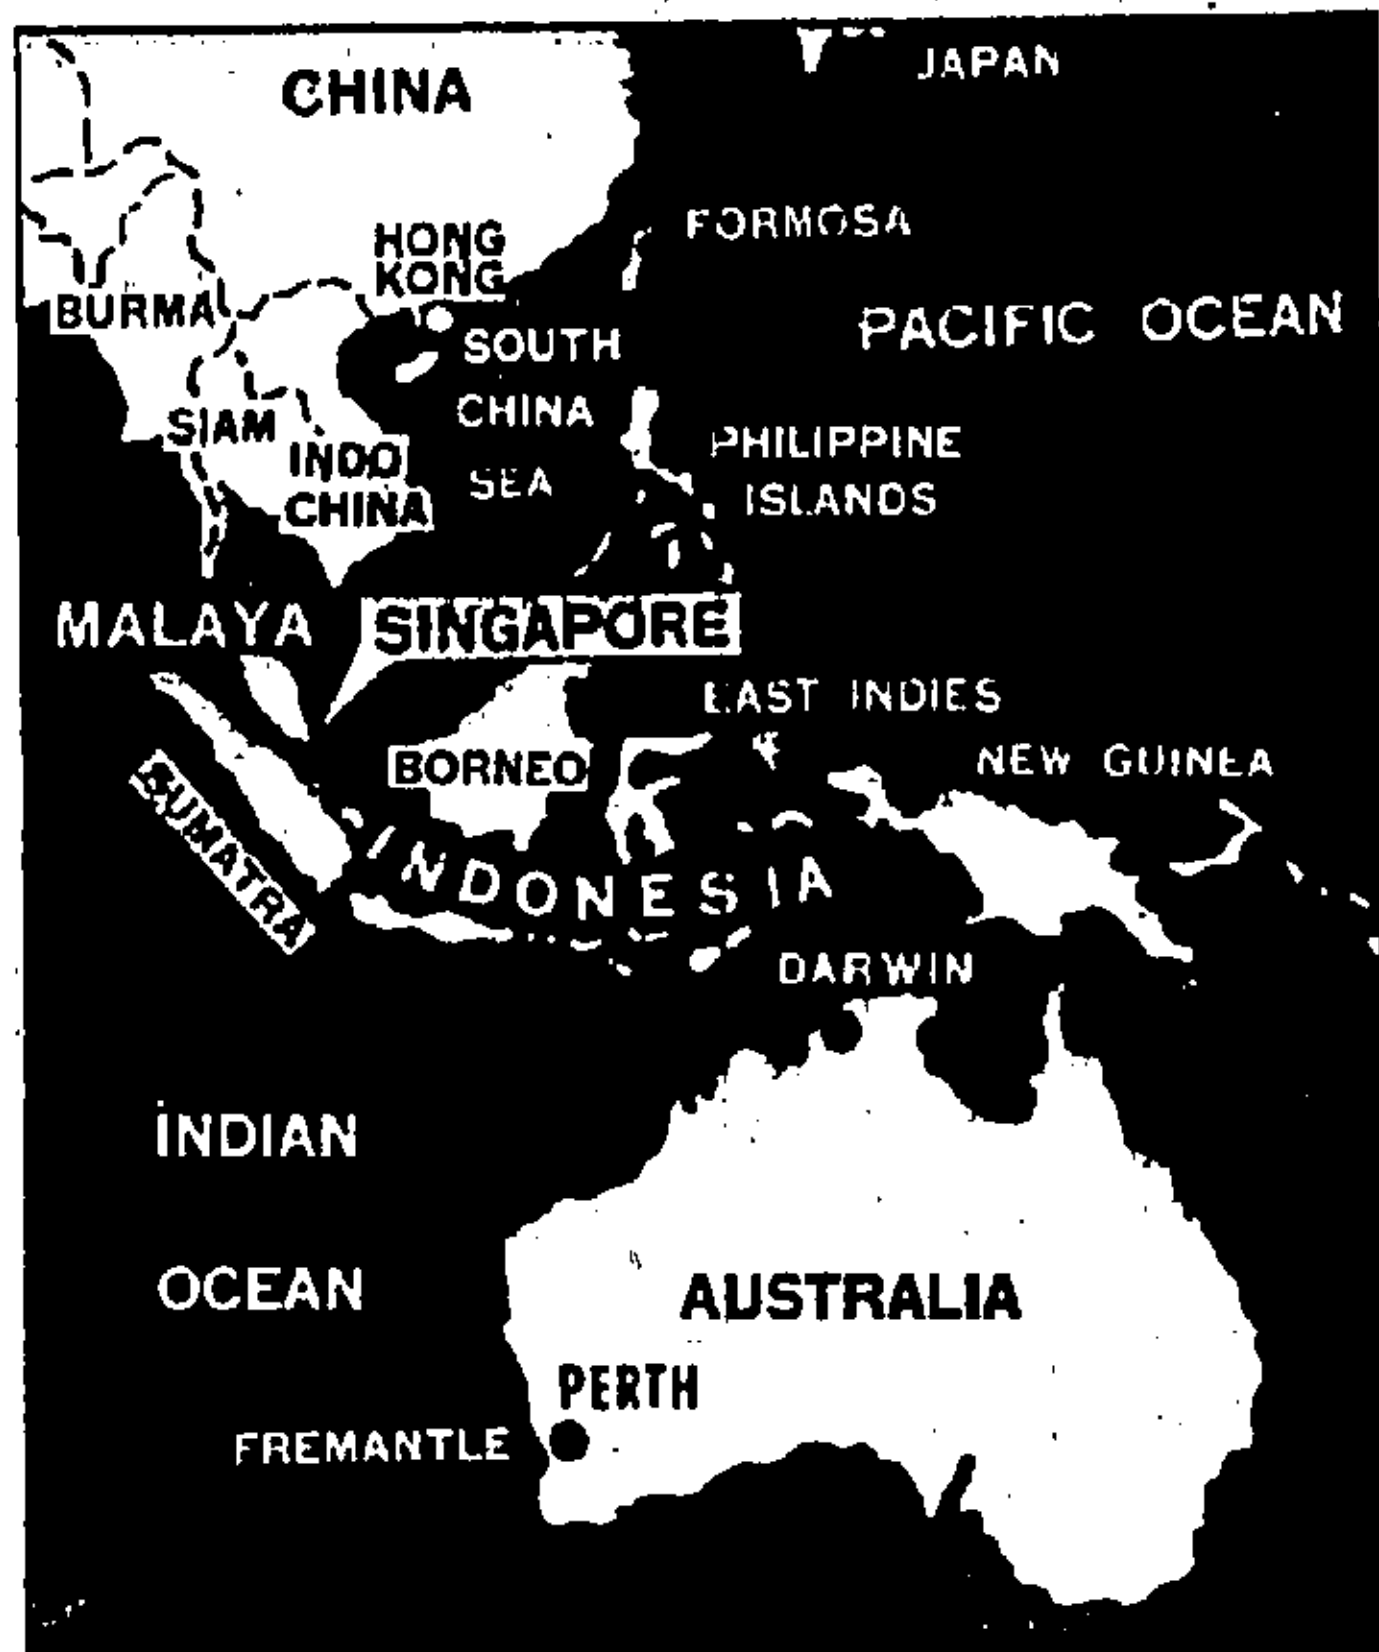 JAPAN
CHINA
FORMOSA
HONG
KONG
BURMA
PACIFIC OCEAN
SOUTH
CHINA
SEA
SIAM
INDO
CHINA
PHILIPPINE
ISLANDS
MALAYA
SINGAPORE
EAST INDIES
BORNEO
NEW GUINEA
SUMATRA
INDONESIA
DARWIN
INDIAN
OCEAN
AUSTRALIA
PERTH
FREMANTLE